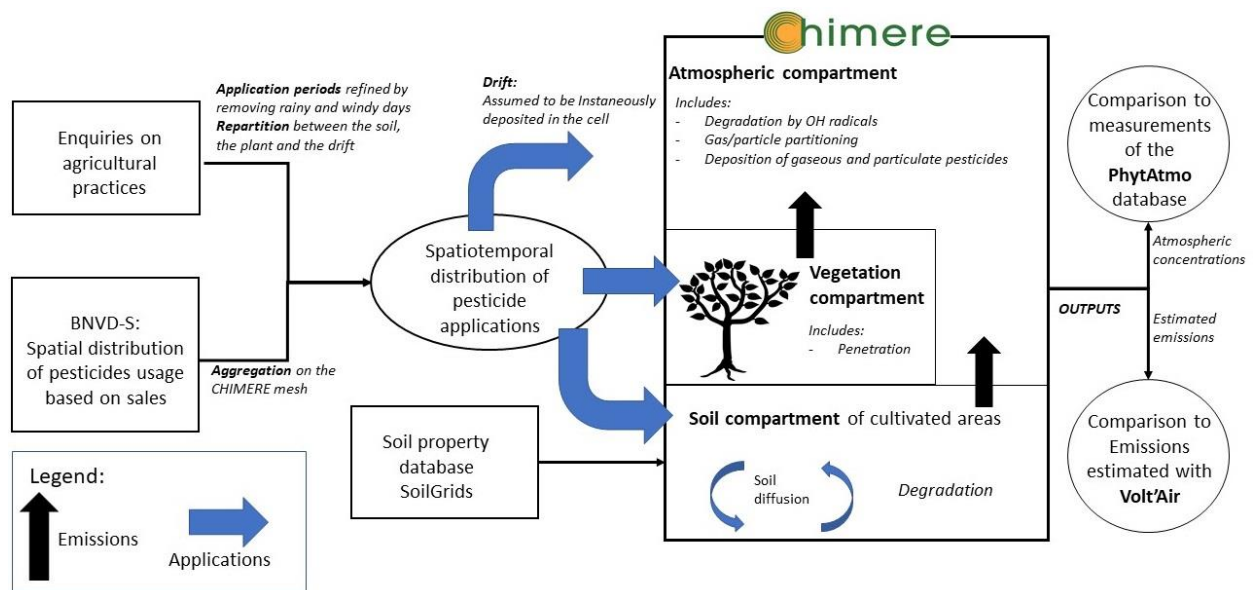 Chimere
Enquiries on
agricultural
practices
Application periods refined by
removing rainy and windy days
Repartition between the soil,
the plant and the drift
BNVD-S:
Spatial distribution
of pesticides usage
based on sales
Aggregation on the
CHIMERE mesh
Spatiotemporal
distribution of
pesticide
applications
Drift:
Assumed to be Instaneously
deposited in the cell
Soil property
database
SoilGrids
Atmospheric compartment
Includes:
- Degradation by OH radicals
- Gas/particle partitioning
- Deposition of gaseous and particulate pesticides
Vegetation
compartment
Includes:
- Penetration
Soil compartment of cultivated areas
Soil
diffusion
Degradation
OUTPUTS
Comparison to
measurements
of the
PhytAtmo
database
Atmospheric
concentrations
Estimated
emissions
Comparison to
Emissions
estimated with
Volt'Air
Legend:
Emissions
Applications